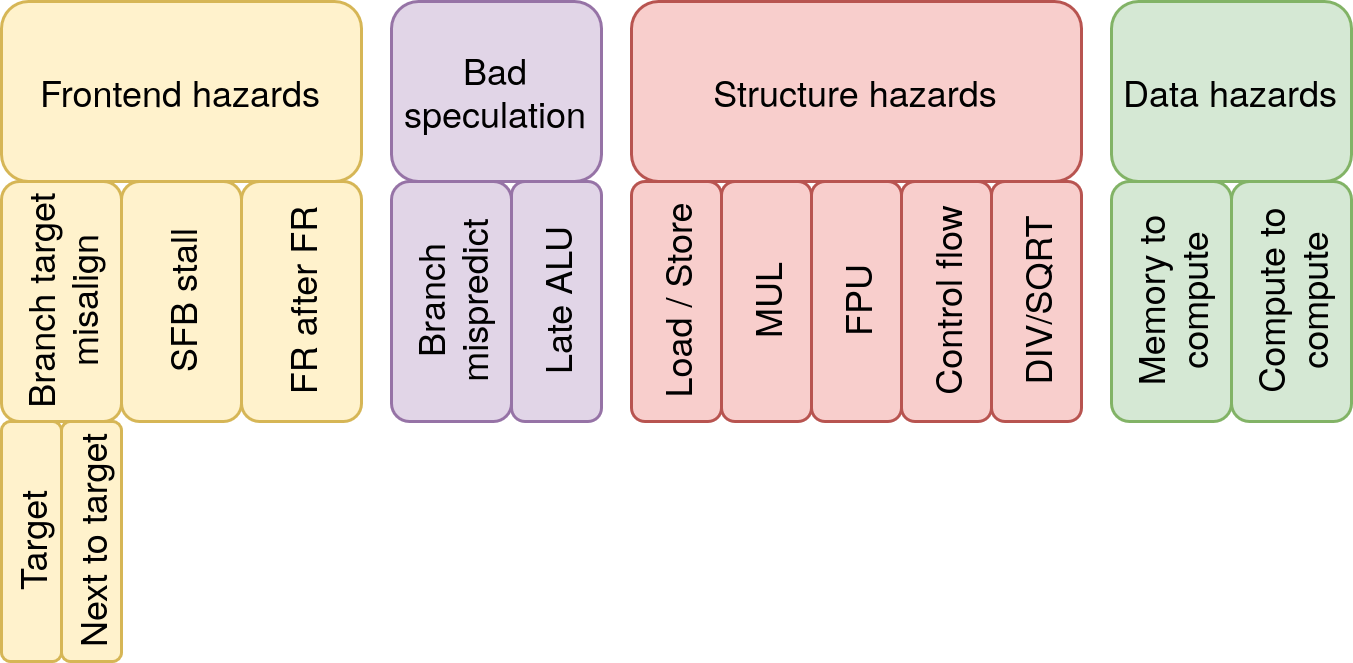 Frontend hazards
Bad
speculation
Structure hazards
Data hazards
Branch target
misalign
SFB stall
FR after FR
Branch
mispredict
Late ALU
Load / Store
MUL
FPU
Control flow
DIV/SQRT
Memory to
compute
Compute to
compute
Target
Next to target